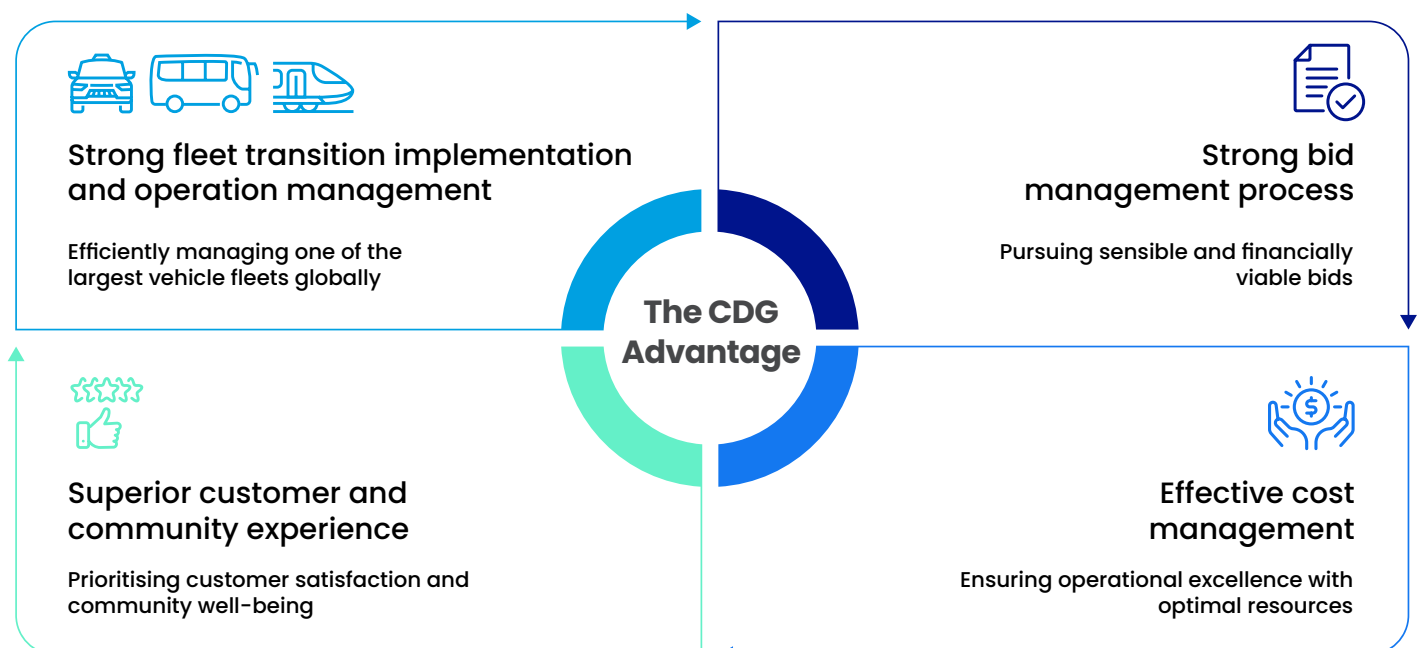 Strong fleet transition implementation
and operation management
Efficiently managing one of the
largest vehicle fleets globally
Strong bid
management process
Pursuing sensible and financially
viable bids
The CDG
Advantage
Superior customer and
community experience
Prioritising customer satisfaction and
community well-being
Effective cost
management
Ensuring operational excellence with
optimal resources